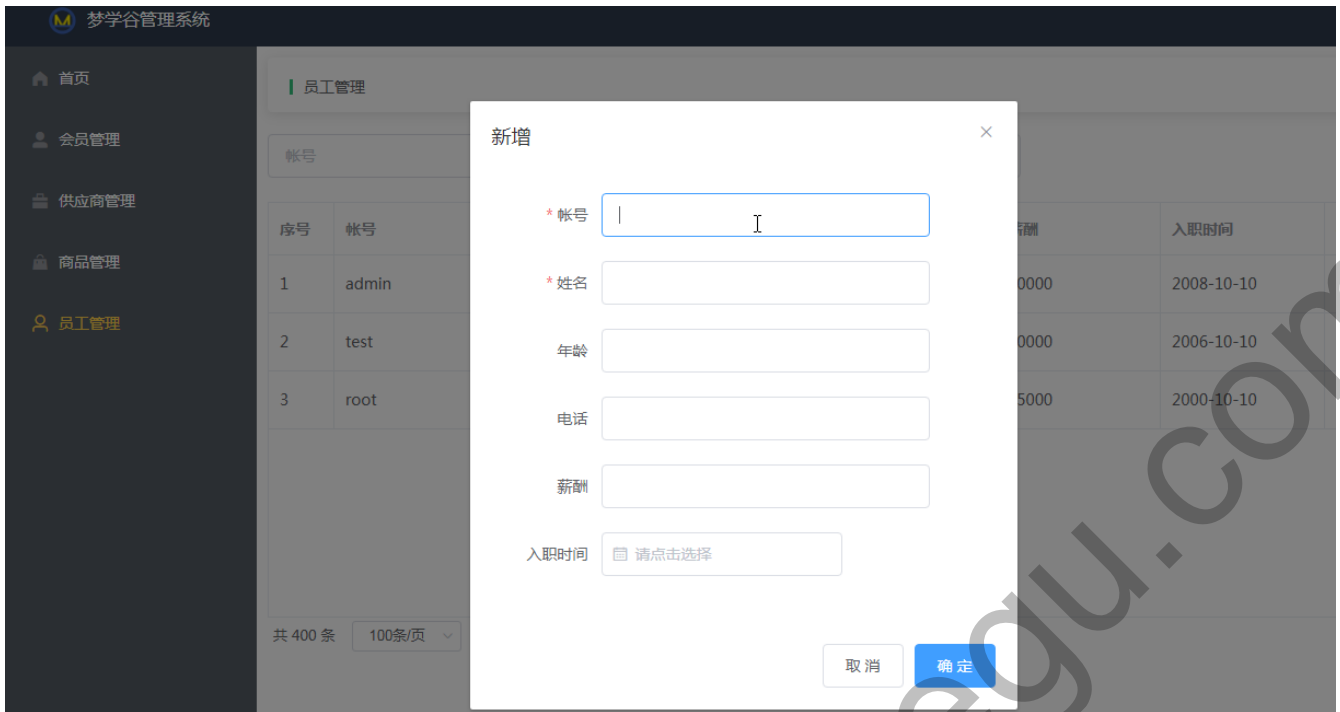 M 梦学谷管理系统
首页
会员管理
供应商管理
商品管理
员工管理
员工管理
帐号
序号 帐号 薪酬 入职时间
1 admin 0000 2008-10-10
2 test 0000 2006-10-10
3 root 5000 2000-10-10
共 400 条 100条/页
新增
* 帐号
* 姓名
年龄
电话
薪酬
入职时间 请点击选择
取消 确定
egu.com